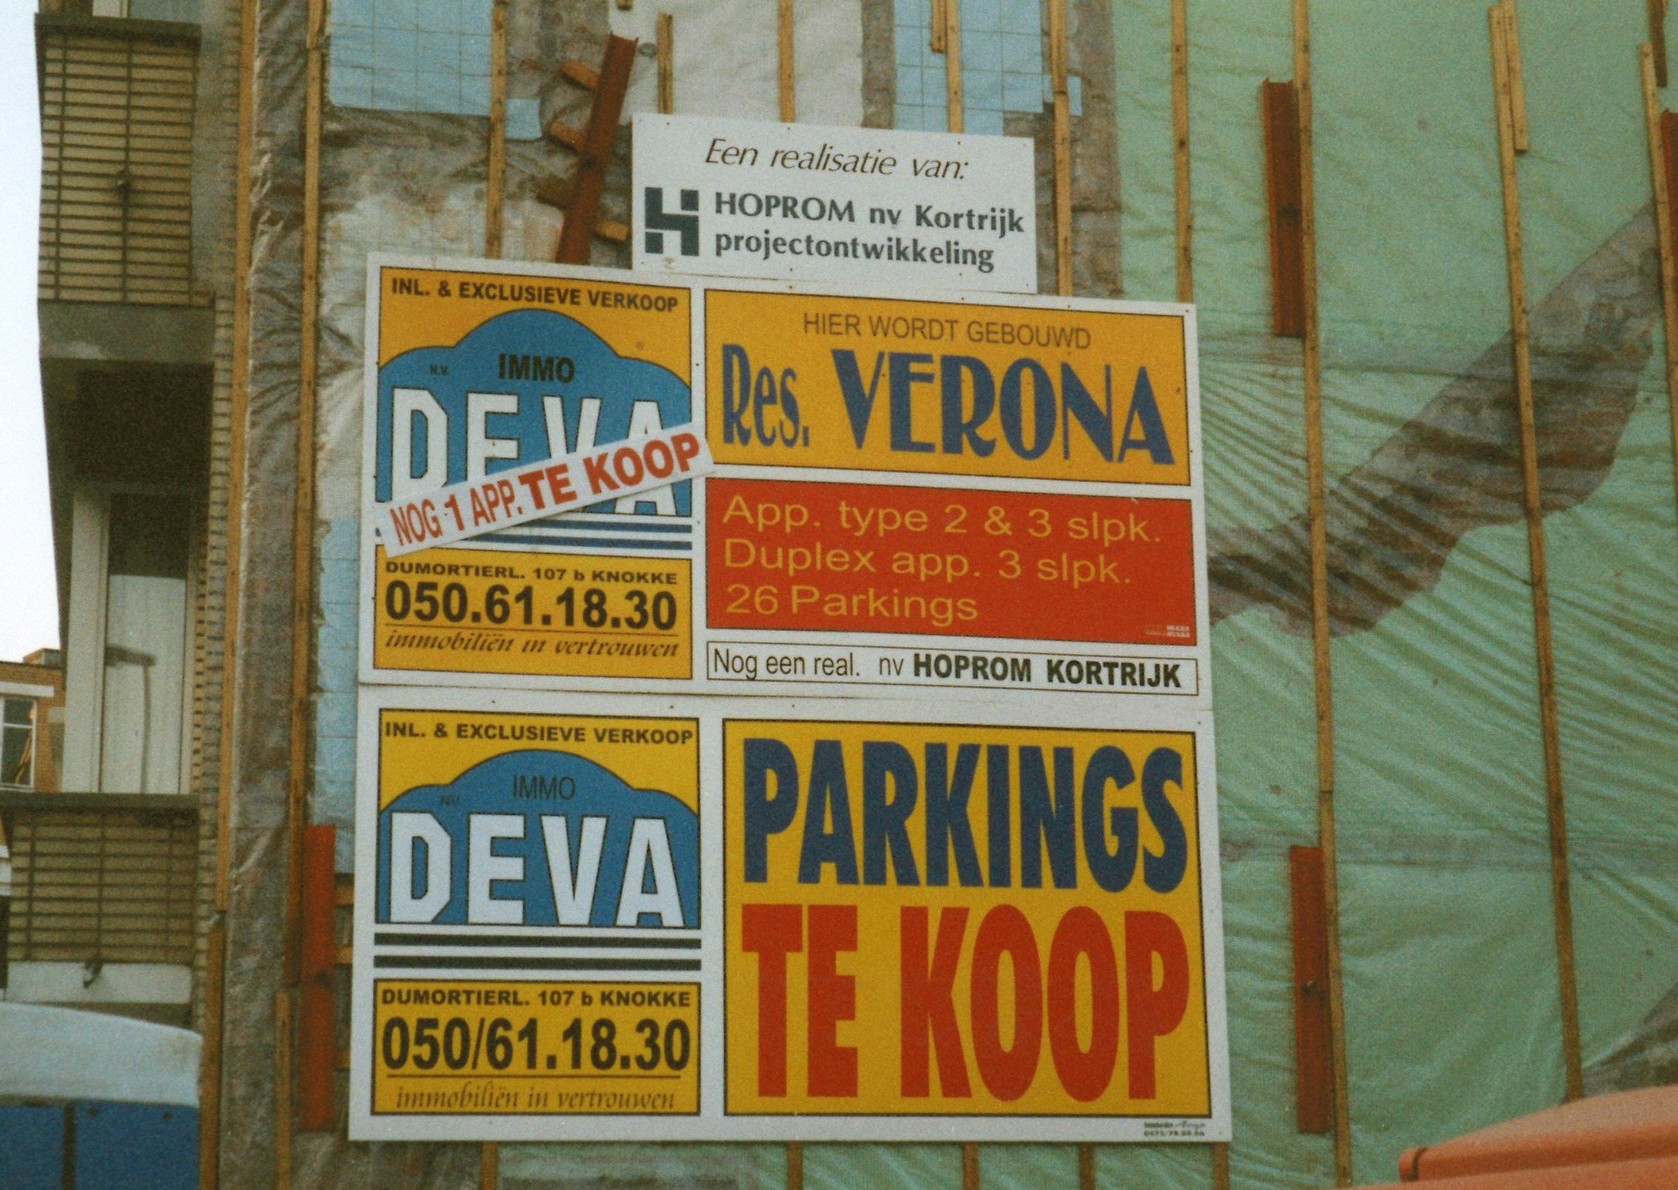 Een realisatie van:
HOPROM nv Kortrijk
projectontwikkeling
INL. & EXCLUSIEVE VERKOOP
N.V. IMMO
DEVA
NOG 1 APP. TE KOOP
DUMORTIERL. 107 b KNOKKE
050.61.18.30
immobiliën in vertrouwen
HIER WORDT GEBOUWD
Res. VERONA
App. type 2 & 3 slpk.
Duplex app. 3 slpk.
26 Parkings
Nog een real. nv HOPROM KORTRIJK
INL. & EXCLUSIEVE VERKOOP
IMMO
DEVA
DUMORTIERL. 107 b KNOKKE
050/61.18.30
immobiliën in vertrouwen
PARKINGS
TE KOOP